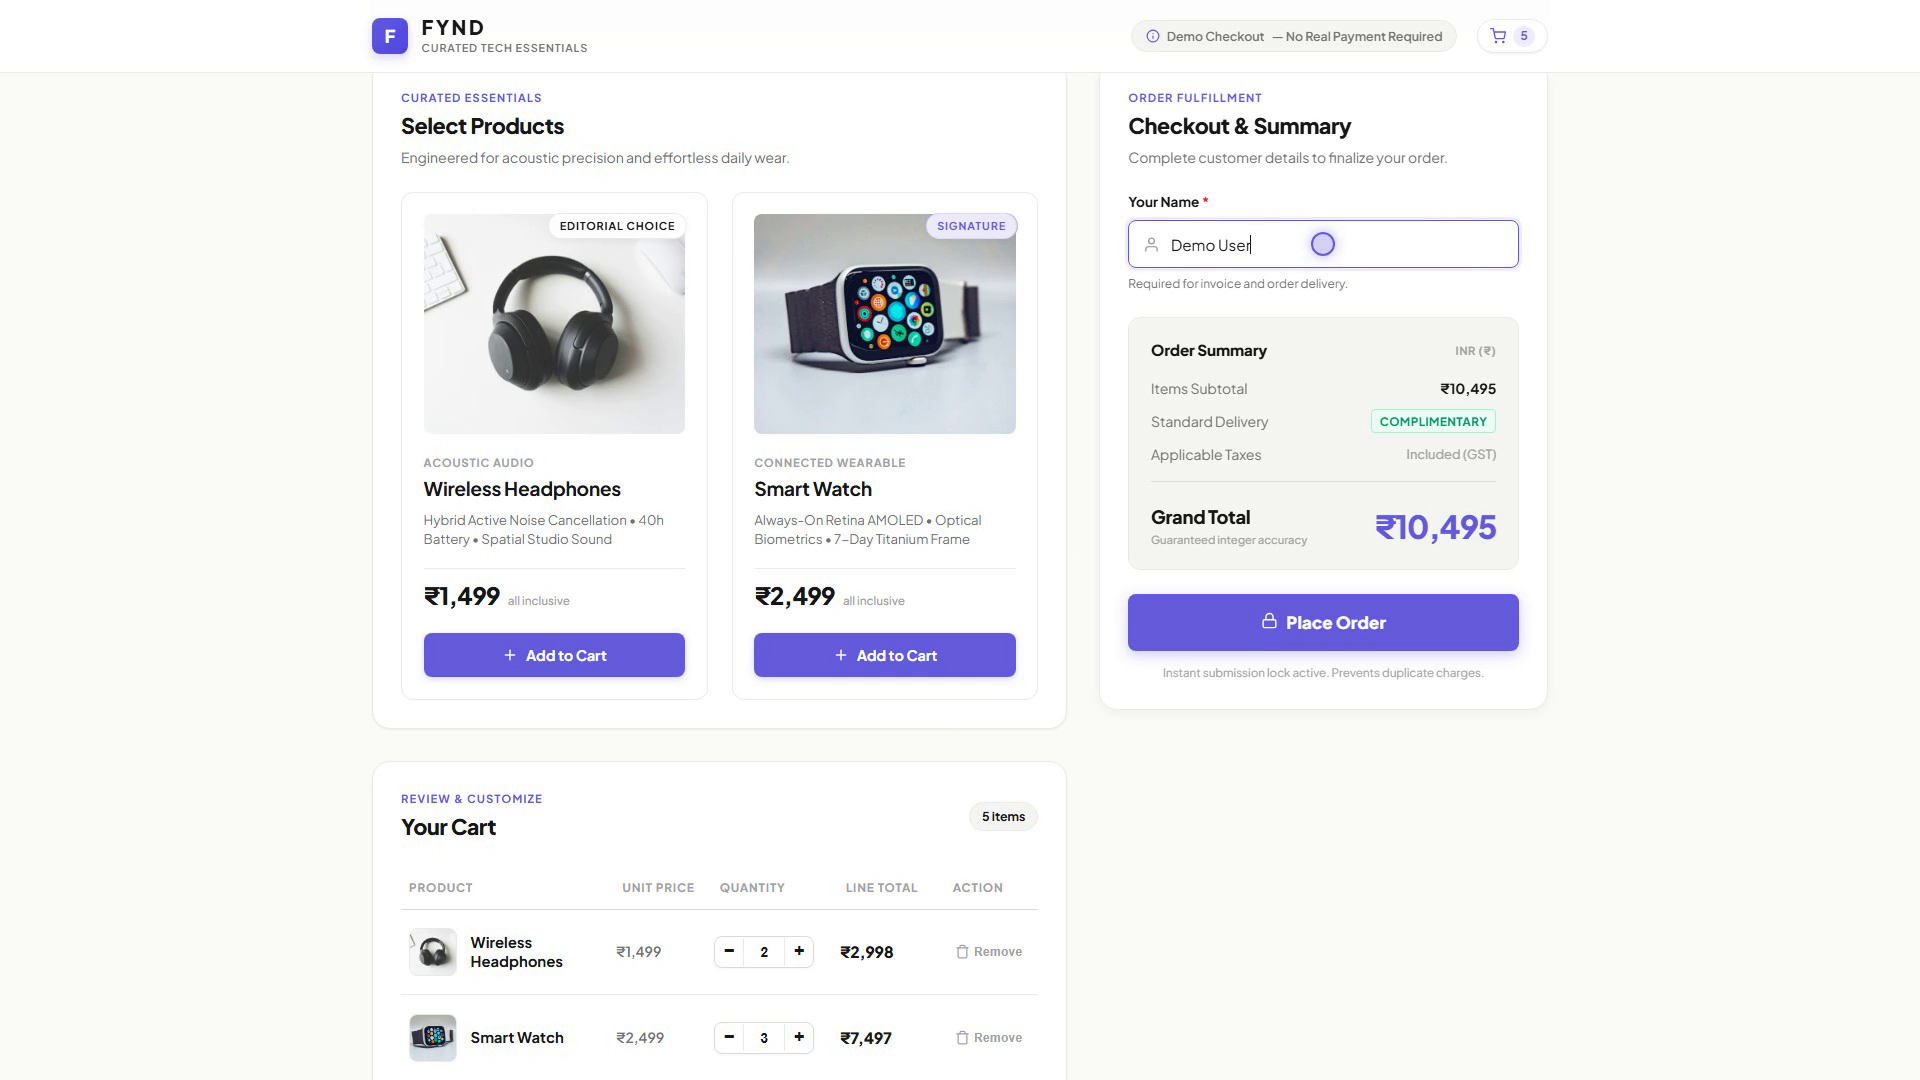 F
FYND
CURATED TECH ESSENTIALS
Demo Checkout — No Real Payment Required
5
CURATED ESSENTIALS
Select Products
Engineered for acoustic precision and effortless daily wear.
EDITORIAL CHOICE
ACOUSTIC AUDIO
Wireless Headphones
Hybrid Active Noise Cancellation • 40h
Battery • Spatial Studio Sound
₹1,499 all inclusive
+ Add to Cart
SIGNATURE
CONNECTED WEARABLE
Smart Watch
Always-On Retina AMOLED • Optical
Biometrics • 7-Day Titanium Frame
₹2,499 all inclusive
+ Add to Cart
ORDER FULFILLMENT
Checkout & Summary
Complete customer details to finalize your order.
Your Name *
Demo User
Required for invoice and order delivery.
Order Summary INR (₹)
Items Subtotal ₹10,495
Standard Delivery COMPLIMENTARY
Applicable Taxes Included (GST)
Grand Total ₹10,495
Guaranteed integer accuracy
Place Order
Instant submission lock active. Prevents duplicate charges.
REVIEW & CUSTOMIZE
Your Cart
5 items
PRODUCT UNIT PRICE QUANTITY LINE TOTAL ACTION
Wireless
Headphones
₹1,499 − 2 + ₹2,998 Remove
Smart Watch ₹2,499 − 3 + ₹7,497 Remove